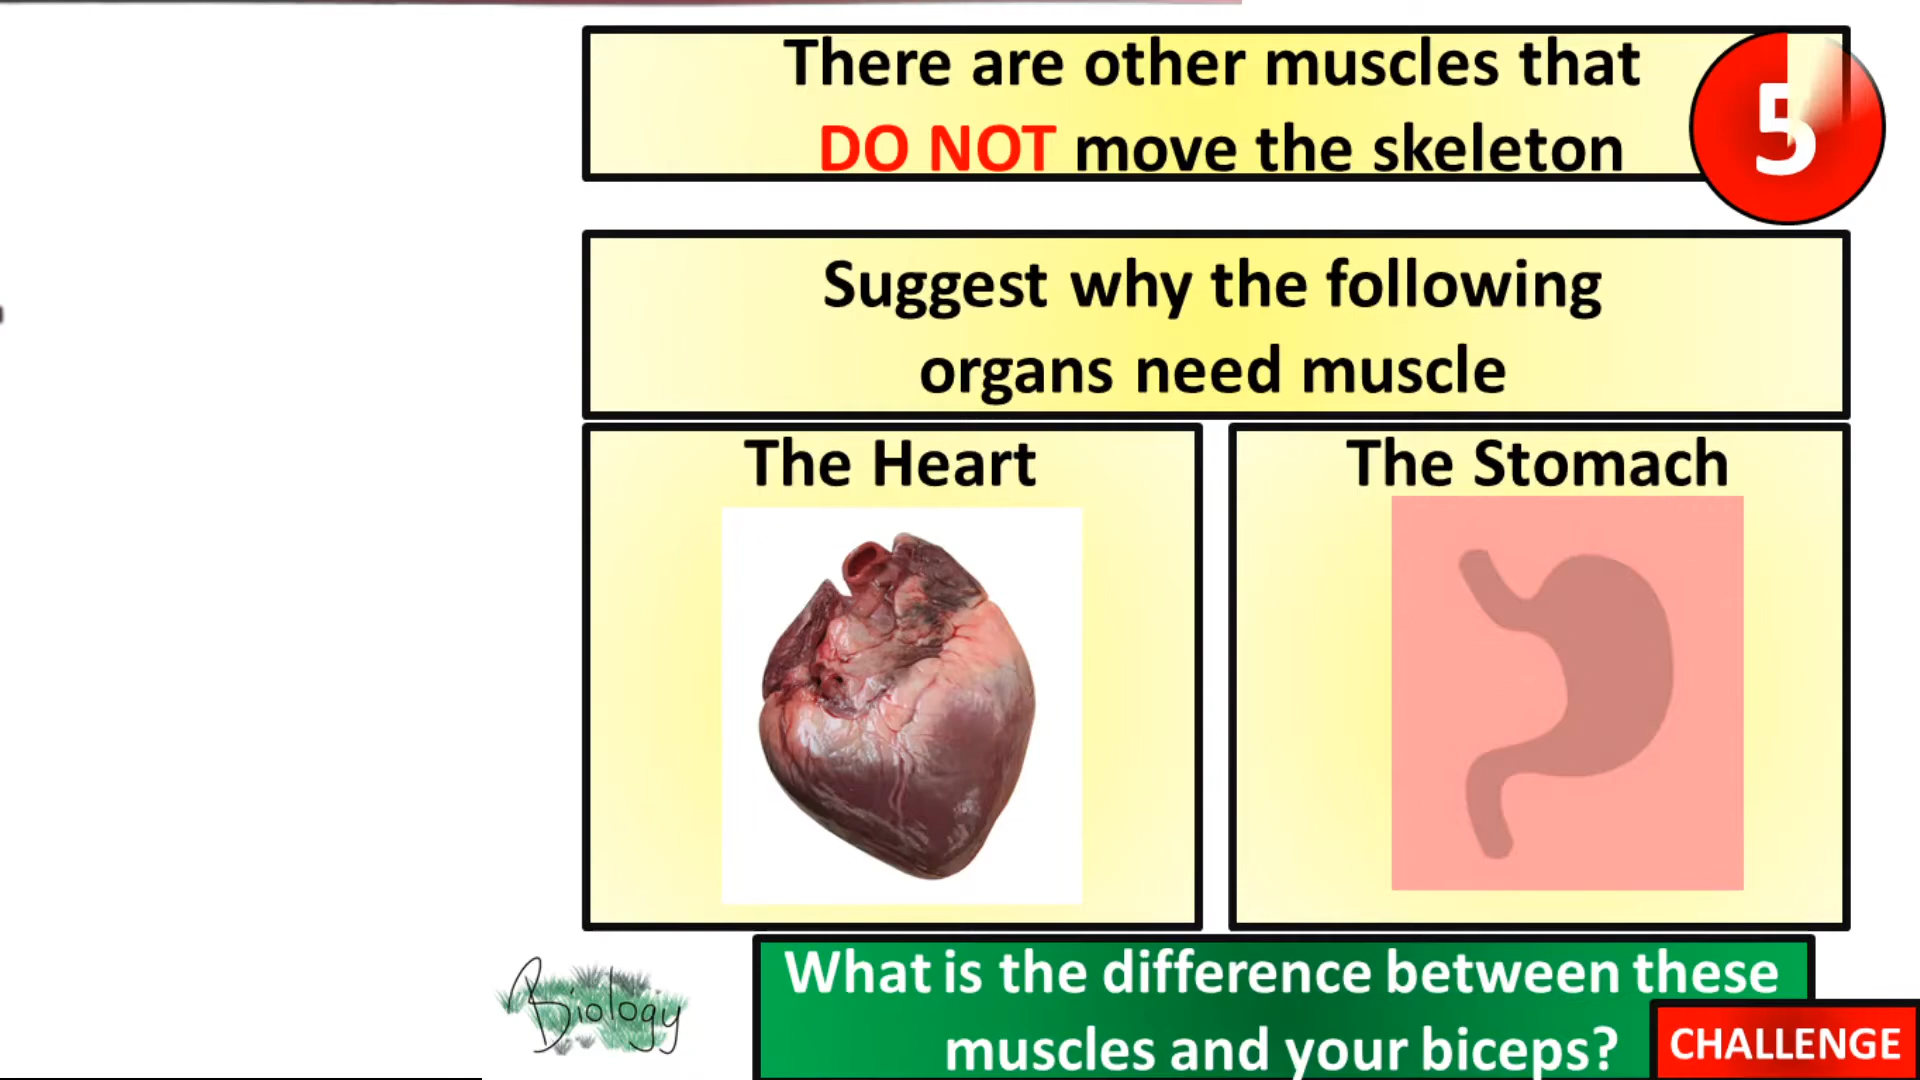 There are other muscles that
DO NOT move the skeleton
5
Suggest why the following
organs need muscle
The Heart
The Stomach
What is the difference between these
muscles and your biceps?
CHALLENGE
Biology